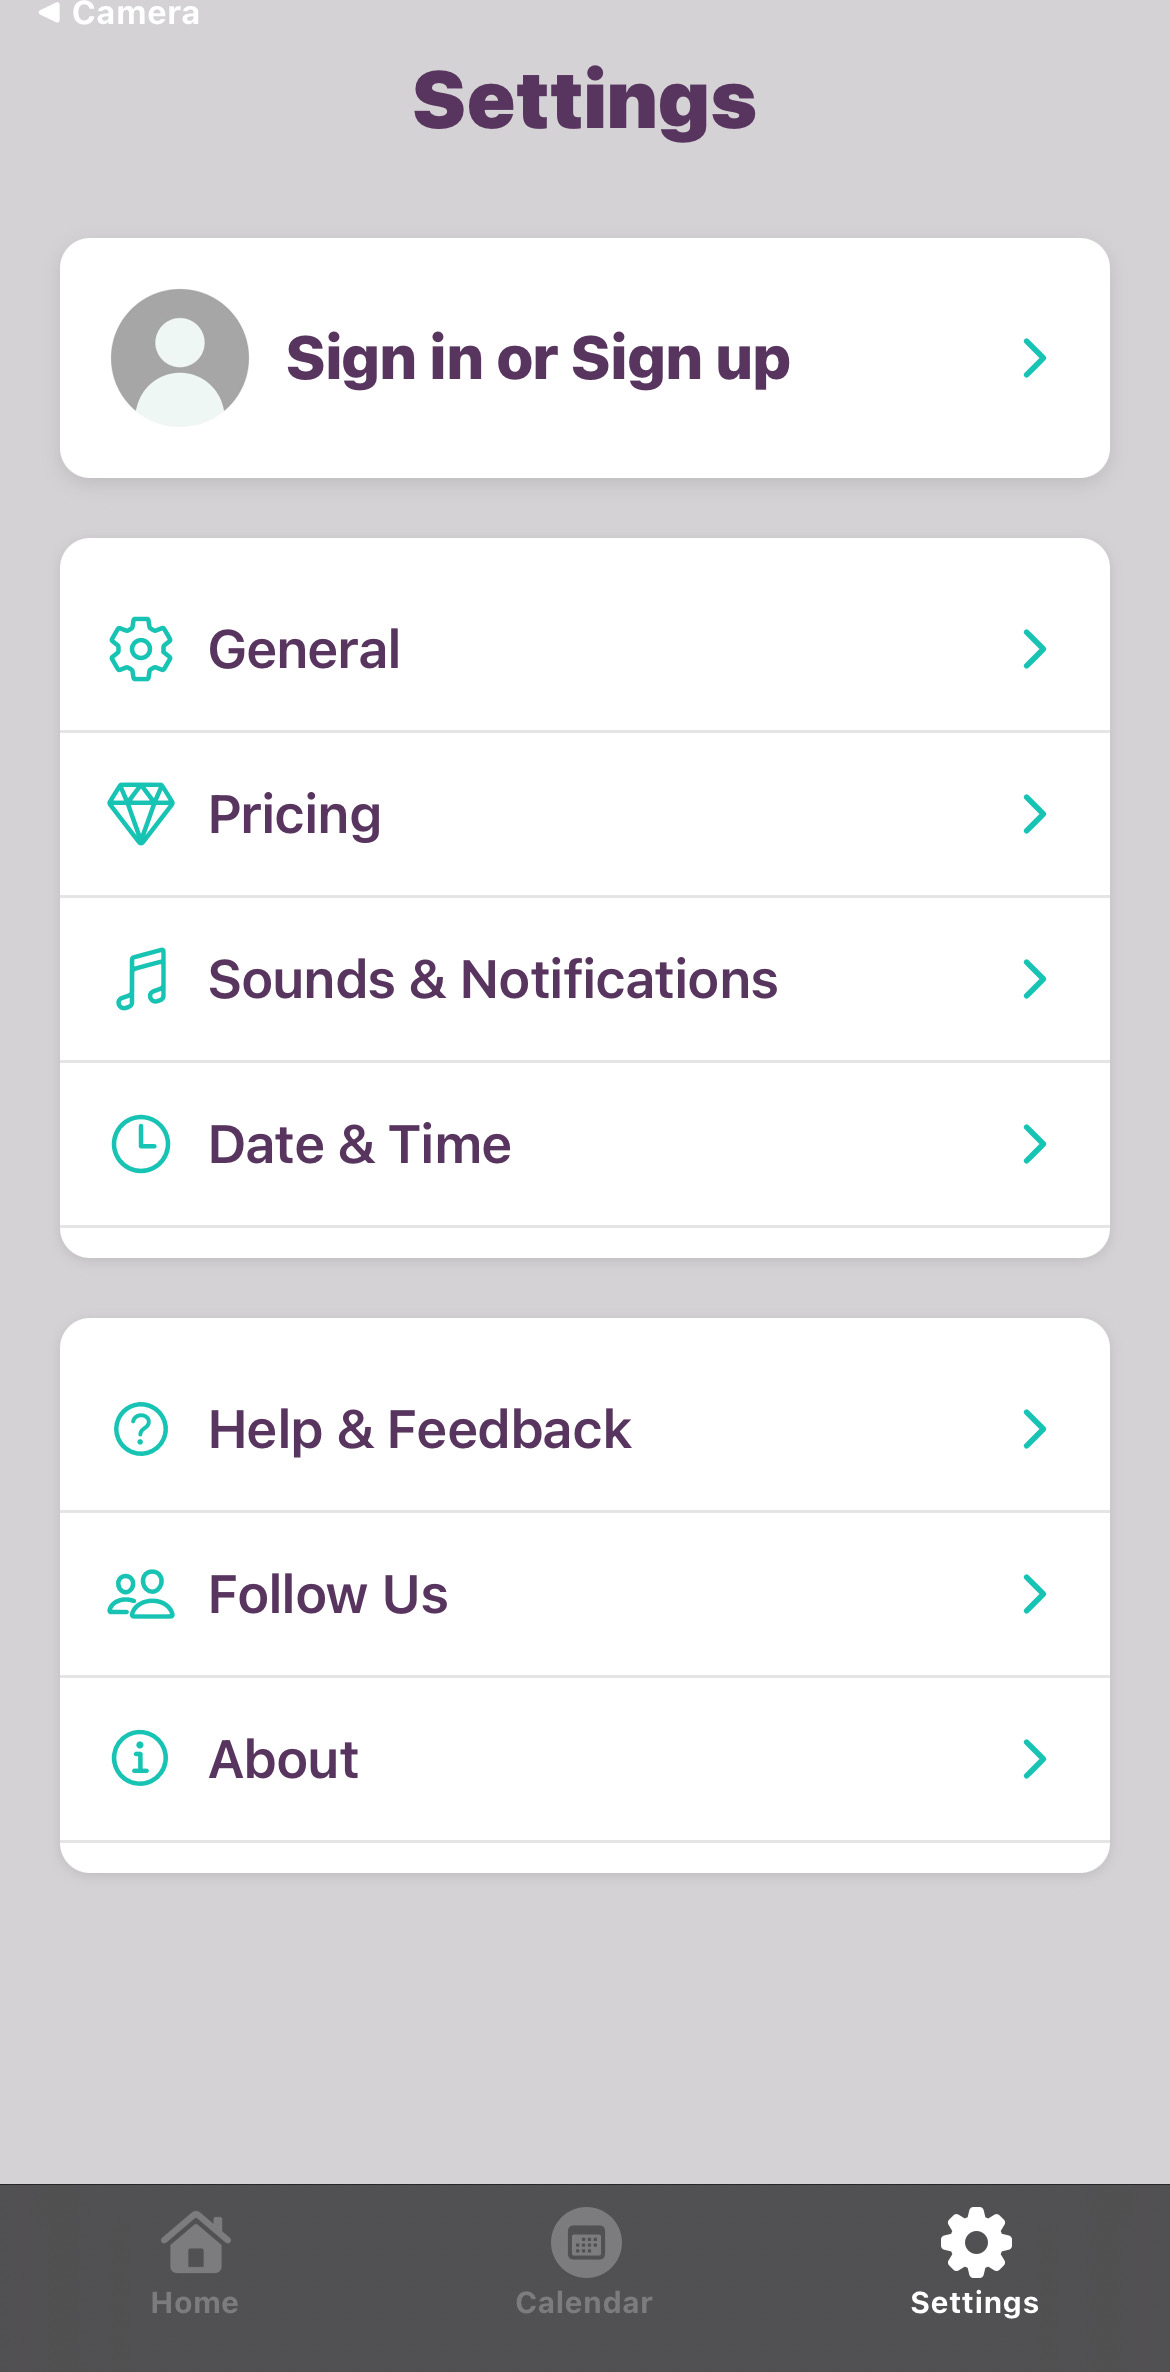 Camera
Settings
Sign in or Sign up
General
Pricing
Sounds & Notifications
Date & Time
Help & Feedback
Follow Us
About
Home
Calendar
Settings